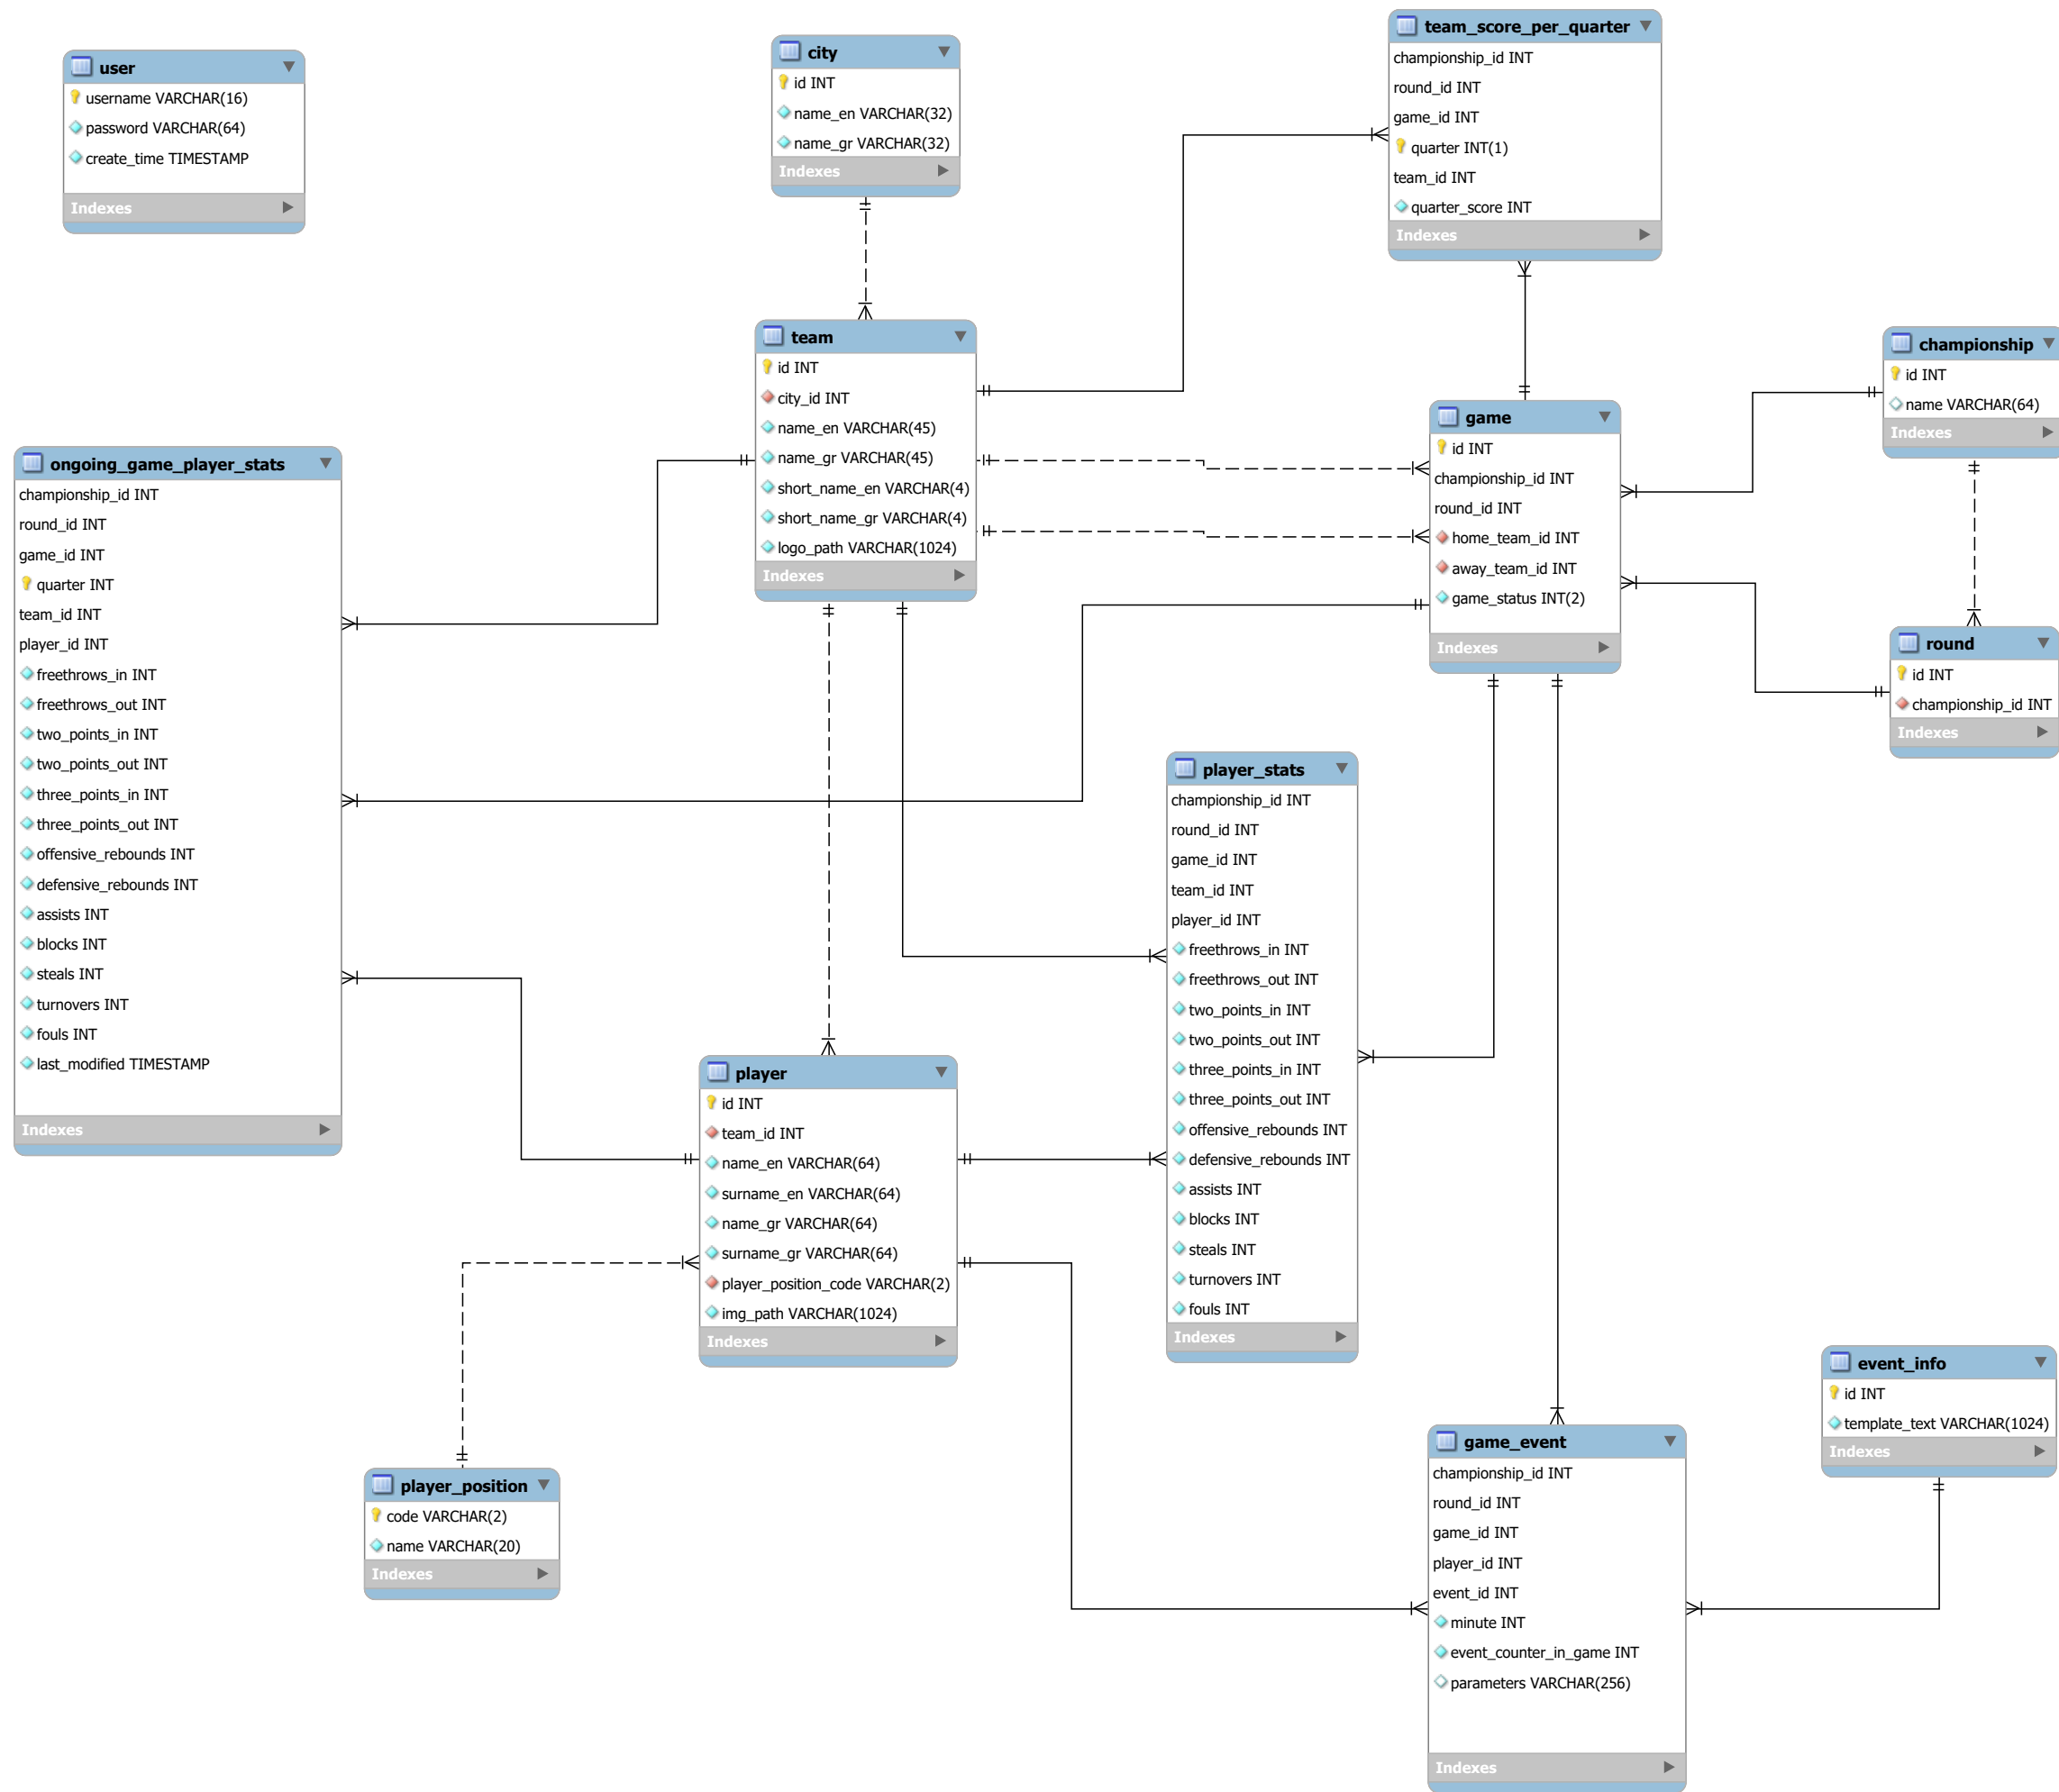 user
username VARCHAR(16)
password VARCHAR(64)
create_time TIMESTAMP
Indexes
city
id INT
name_en VARCHAR(32)
name_gr VARCHAR(32)
Indexes
team_score_per_quarter
championship_id INT
round_id INT
game_id INT
quarter INT(1)
team_id INT
quarter_score INT
Indexes
team
id INT
city_id INT
name_en VARCHAR(45)
name_gr VARCHAR(45)
short_name_en VARCHAR(4)
short_name_gr VARCHAR(4)
logo_path VARCHAR(1024)
Indexes
championship
id INT
name VARCHAR(64)
Indexes
game
id INT
championship_id INT
round_id INT
home_team_id INT
away_team_id INT
game_status INT(2)
Indexes
ongoing_game_player_stats
championship_id INT
round_id INT
game_id INT
quarter INT
team_id INT
player_id INT
freethrows_in INT
freethrows_out INT
two_points_in INT
two_points_out INT
three_points_in INT
three_points_out INT
offensive_rebounds INT
defensive_rebounds INT
assists INT
blocks INT
steals INT
turnovers INT
fouls INT
last_modified TIMESTAMP
Indexes
round
id INT
championship_id INT
Indexes
player_stats
championship_id INT
round_id INT
game_id INT
team_id INT
player_id INT
freethrows_in INT
freethrows_out INT
two_points_in INT
two_points_out INT
three_points_in INT
three_points_out INT
offensive_rebounds INT
defensive_rebounds INT
assists INT
blocks INT
steals INT
turnovers INT
fouls INT
Indexes
player
id INT
team_id INT
name_en VARCHAR(64)
surname_en VARCHAR(64)
name_gr VARCHAR(64)
surname_gr VARCHAR(64)
player_position_code VARCHAR(2)
img_path VARCHAR(1024)
Indexes
event_info
id INT
template_text VARCHAR(1024)
Indexes
game_event
championship_id INT
round_id INT
game_id INT
player_id INT
event_id INT
minute INT
event_counter_in_game INT
parameters VARCHAR(256)
Indexes
player_position
code VARCHAR(2)
name VARCHAR(20)
Indexes